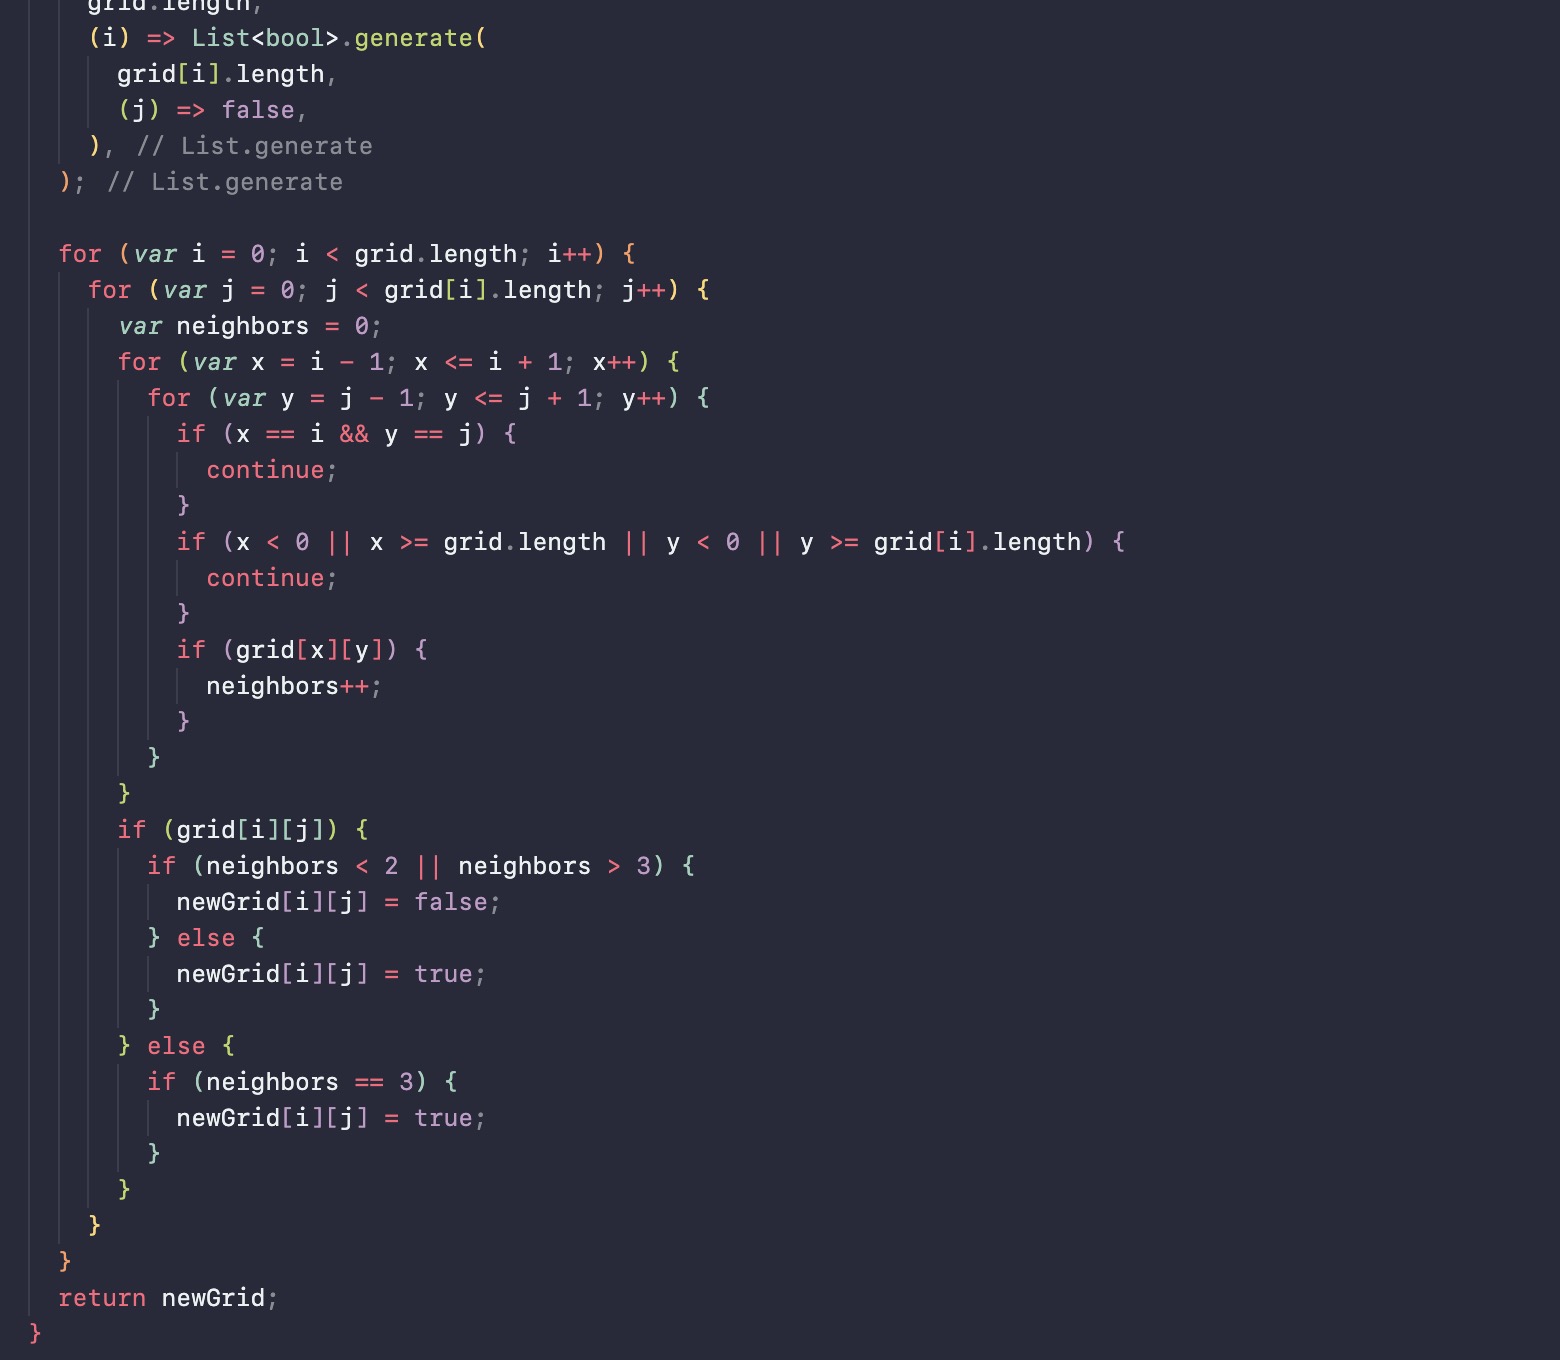 grid.length,
(i) => List<bool>.generate(
grid[i].length,
(j) => false,
), // List.generate
); // List.generate
for (var i = 0; i < grid.length; i++) {
for (var j = 0; j < grid[i].length; j++) {
var neighbors = 0;
for (var x = i - 1; x <= i + 1; x++) {
for (var y = j - 1; y <= j + 1; y++) {
if (x == i && y == j) {
continue;
}
if (x < 0 || x >= grid.length || y < 0 || y >= grid[i].length) {
continue;
}
if (grid[x][y]) {
neighbors++;
}
}
}
if (grid[i][j]) {
if (neighbors < 2 || neighbors > 3) {
newGrid[i][j] = false;
} else {
newGrid[i][j] = true;
}
} else {
if (neighbors == 3) {
newGrid[i][j] = true;
}
}
}
}
return newGrid;
}